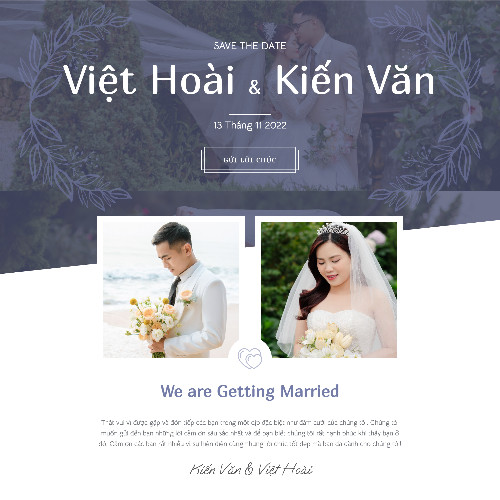 SAVE THE DATE
Việt Hoài & Kiến Văn
13 Tháng 11 2022
GỬI LỜI CHÚC
We are Getting Married
Thật vui vì được gặp và đón tiếp các bạn trong một dịp đặc biệt như đám cưới của chúng tôi. Chúng tôi
muốn gửi đến bạn những lời cảm ơn sâu sắc nhất và để bạn biết chúng tôi rất hạnh phúc khi thấy bạn ở
đó. Cảm ơn các bạn rất nhiều vì sự hiện diện cùng những lời chúc tốt đẹp mà bạn đã dành cho chúng tôi!
Kiến Văn & Việt Hoài